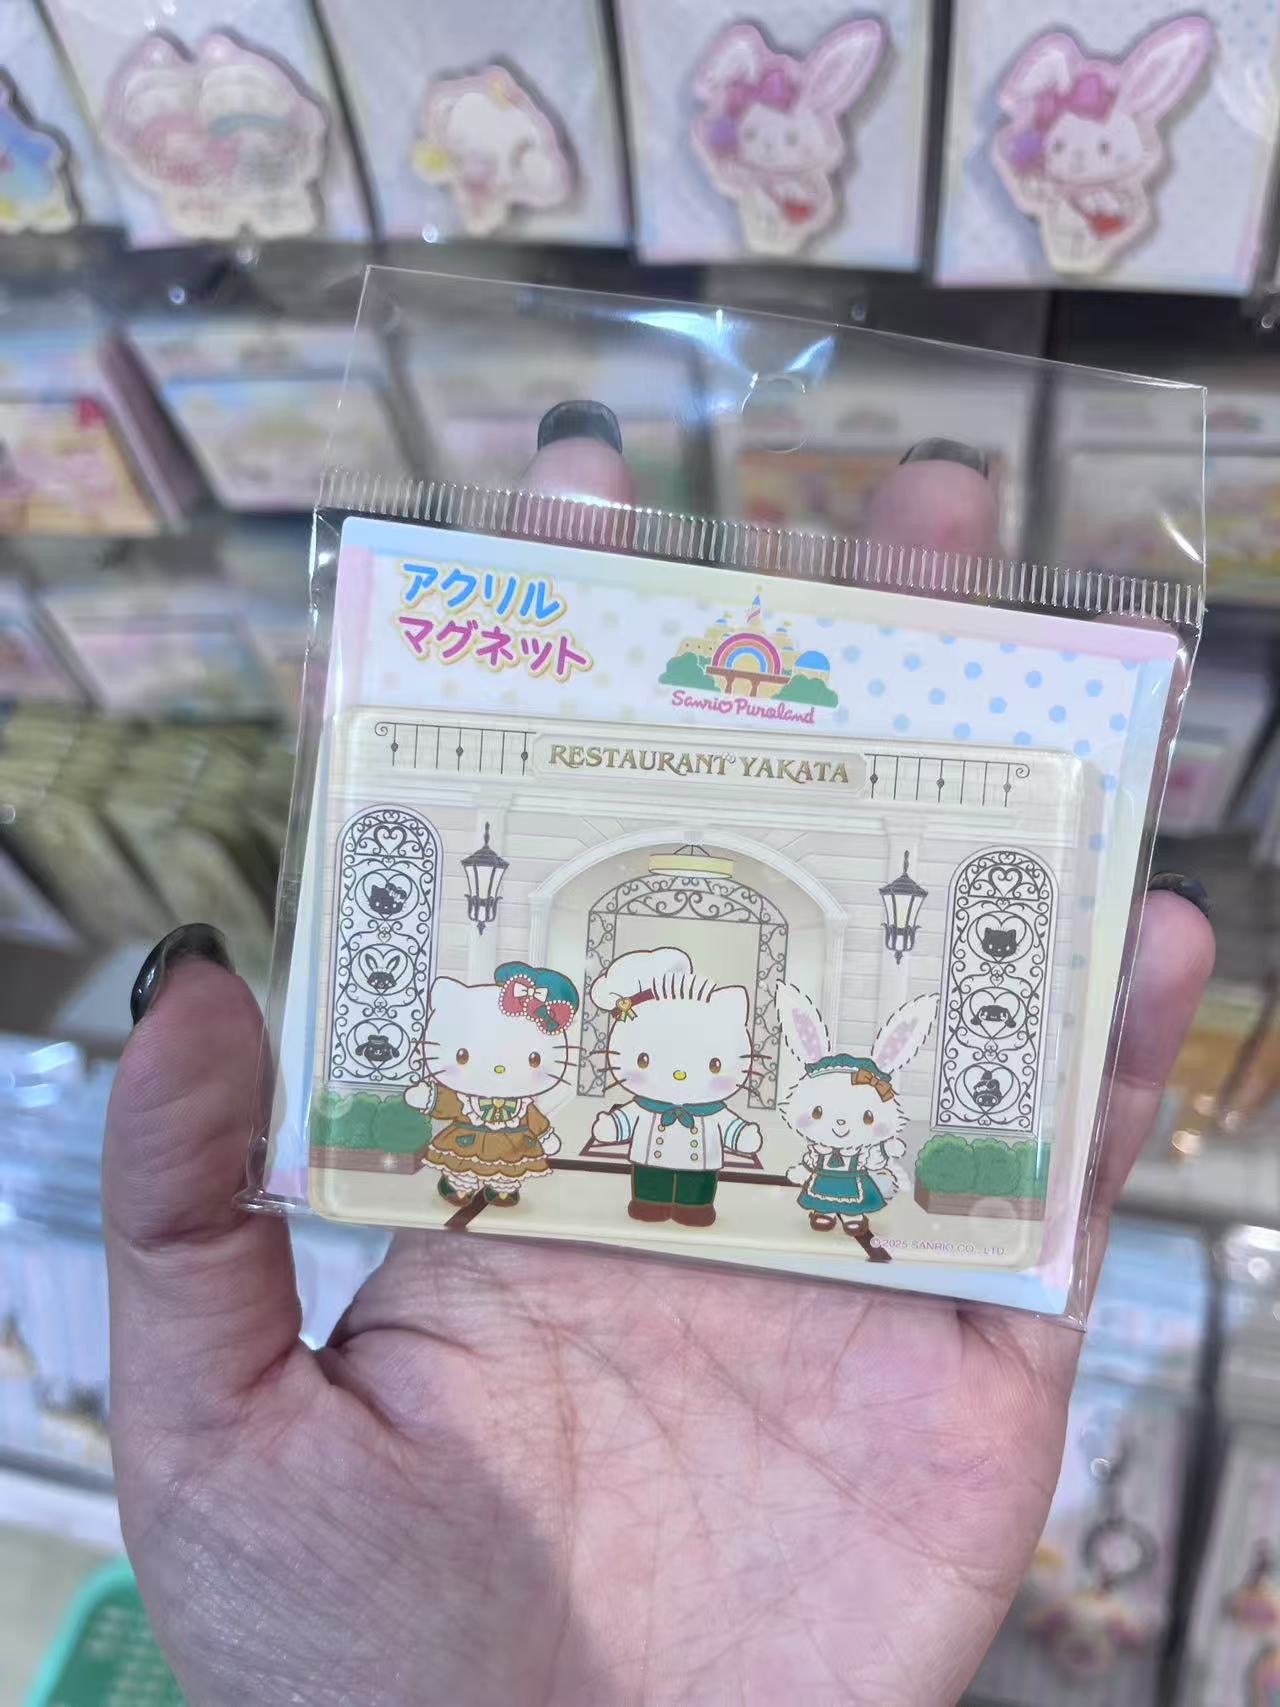 アクリル
マグネット
Sanrio Puroland
RESTAURANT YAKATA
©2025 SANRIO CO., LTD.